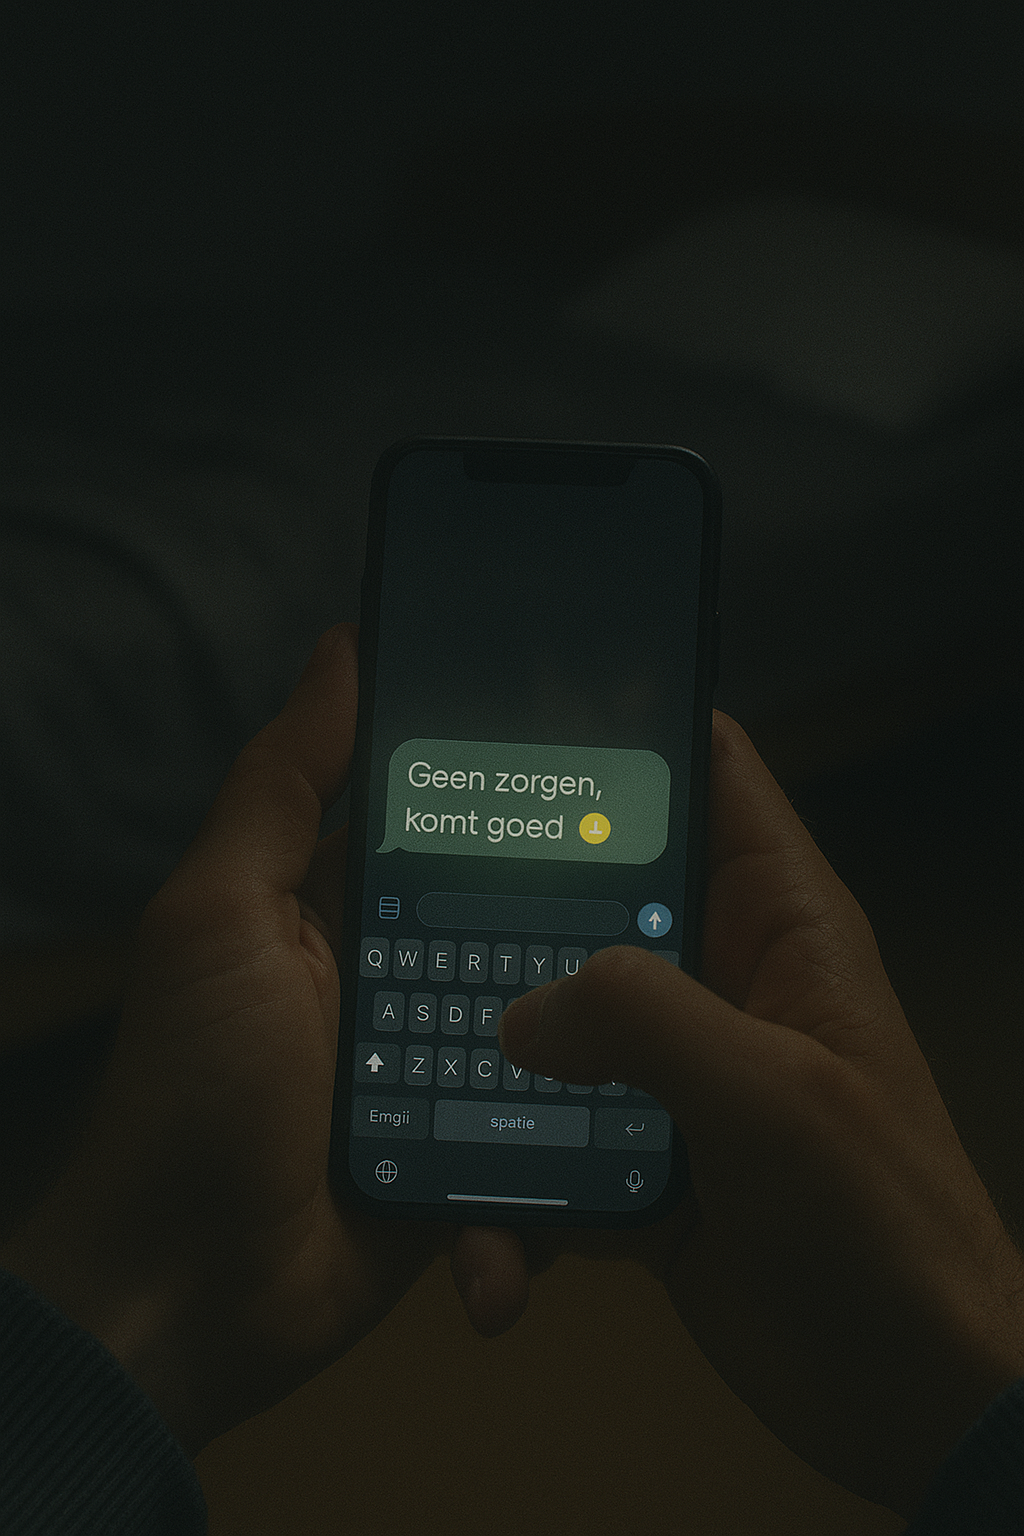 Geen zorgen,
komt goed
Q W E R T Y U
A S D F
Z X C V
Emgii spatie